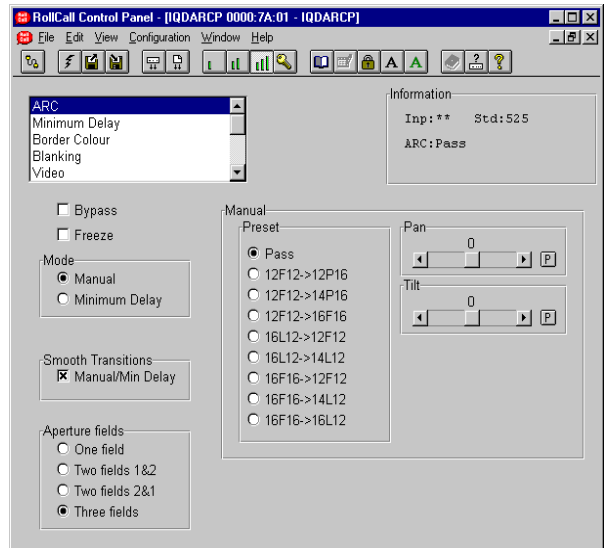 RollCall Control Panel - [IQDARCP 0000:7A:01 - IQDARCP]
File Edit View Configuration Window Help
A A
ARC
Minimum Delay
Border Colour
Blanking
Video
Information
Inp:** Std:525
ARC:Pass
Bypass
Freeze
Mode
Manual
Minimum Delay
Smooth Transitions
Manual/Min Delay
Aperture fields
One field
Two fields 1&2
Two fields 2&1
Three fields
Manual
Preset
Pass
12F12->12P16
12F12->14P16
12F12->16F16
16L12->12F12
16L12->14L12
16F16->12F12
16F16->14L12
16F16->16L12
Pan
0
P
Tilt
0
P